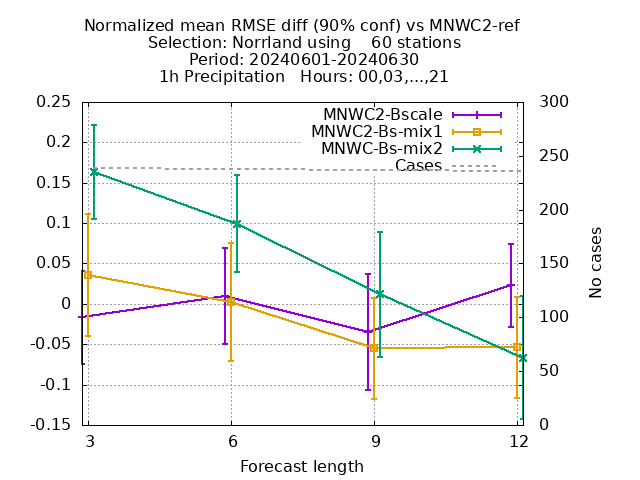 Normalized mean RMSE diff (90% conf) vs MNWC2-ref
Selection: Norrland using    60 stations
Period: 20240601-20240630
1h Precipitation   Hours: 00,03,...,21
0.25
0.2
0.15
0.1
0.05
0
-0.05
-0.1
-0.15
MNWC2-Bscale
MNWC2-Bs-mix1
MNWC-Bs-mix2
Cases
300
250
200
150
100
50
0
No cases
3
6
9
12
Forecast length